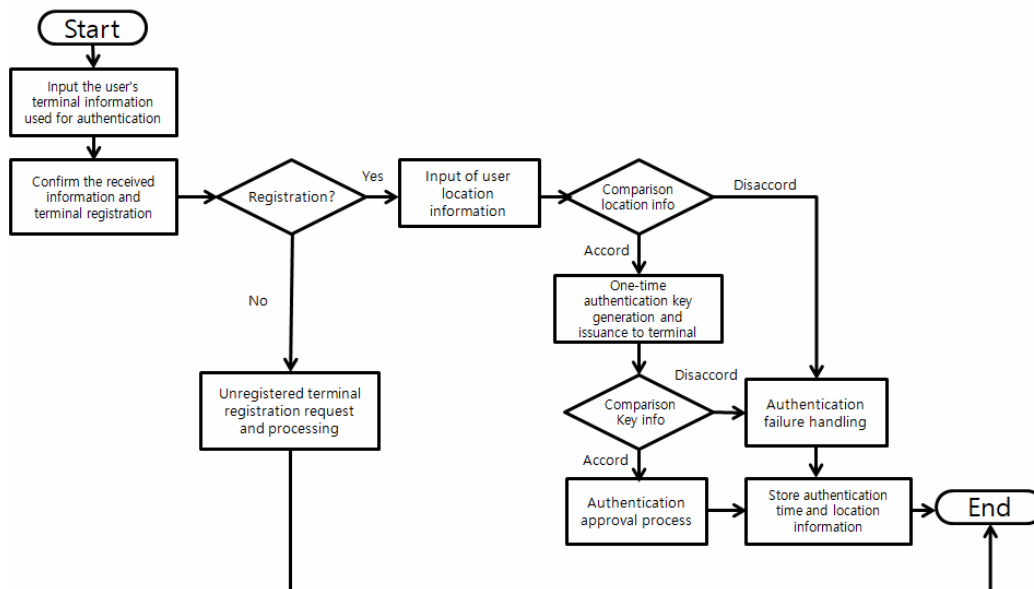 Start
Input the user's
terminal information
used for authentication
Confirm the received
information and
terminal registration
Registration?
Yes
Input of user
location
information
Comparison
location info
Disaccord
Accord
No
One-time
authentication key
generation and
issuance to terminal
Unregistered terminal
registration request
and processing
Disaccord
Comparison
Key info
Authentication
failure handling
Accord
Authentication
approval process
Store authentication
time and location
information
End